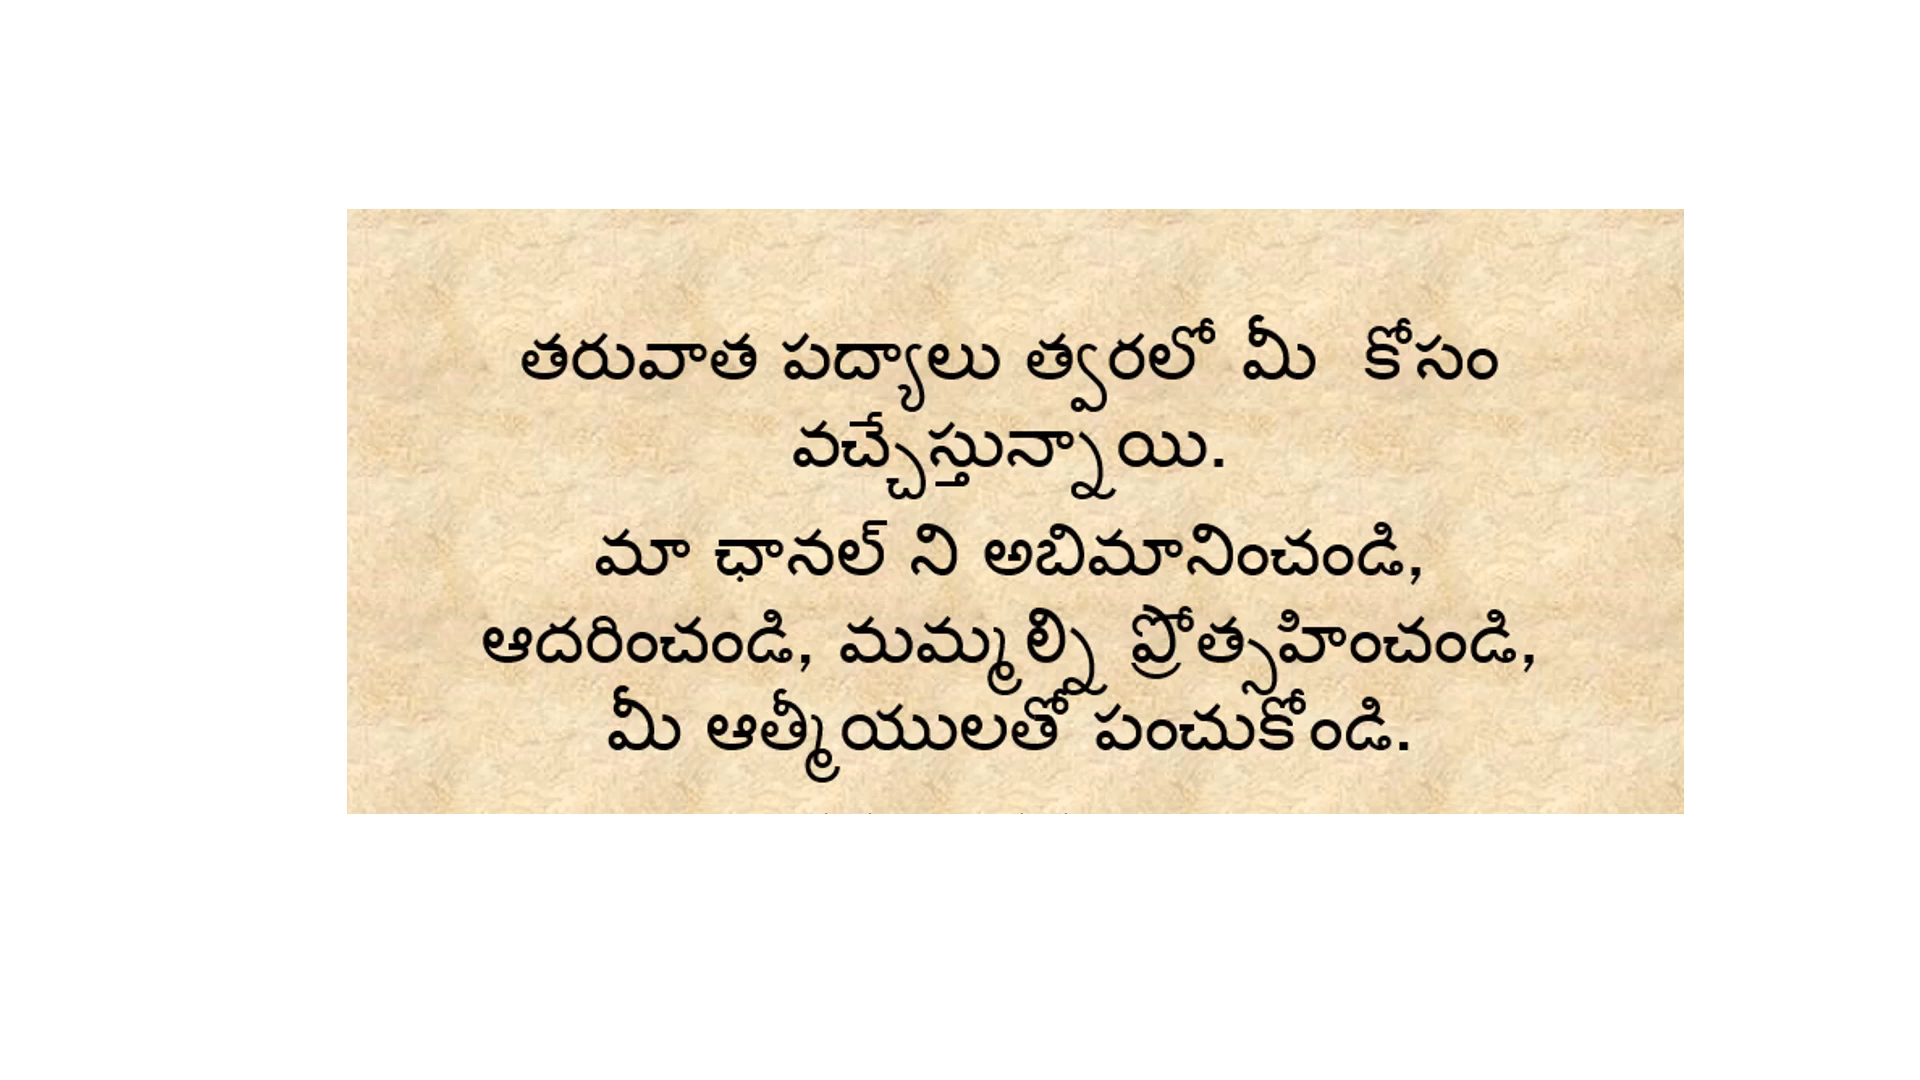 తరువాత పద్యాలు త్వరలో మీ  కోసం
వచ్చేస్తున్నాయి.
మా ఛానల్ ని అబిమానించండి,
ఆదరించండి, మమ్మల్ని ప్రోత్సహించండి,
మీ ఆత్మీయులతో పంచుకోండి.